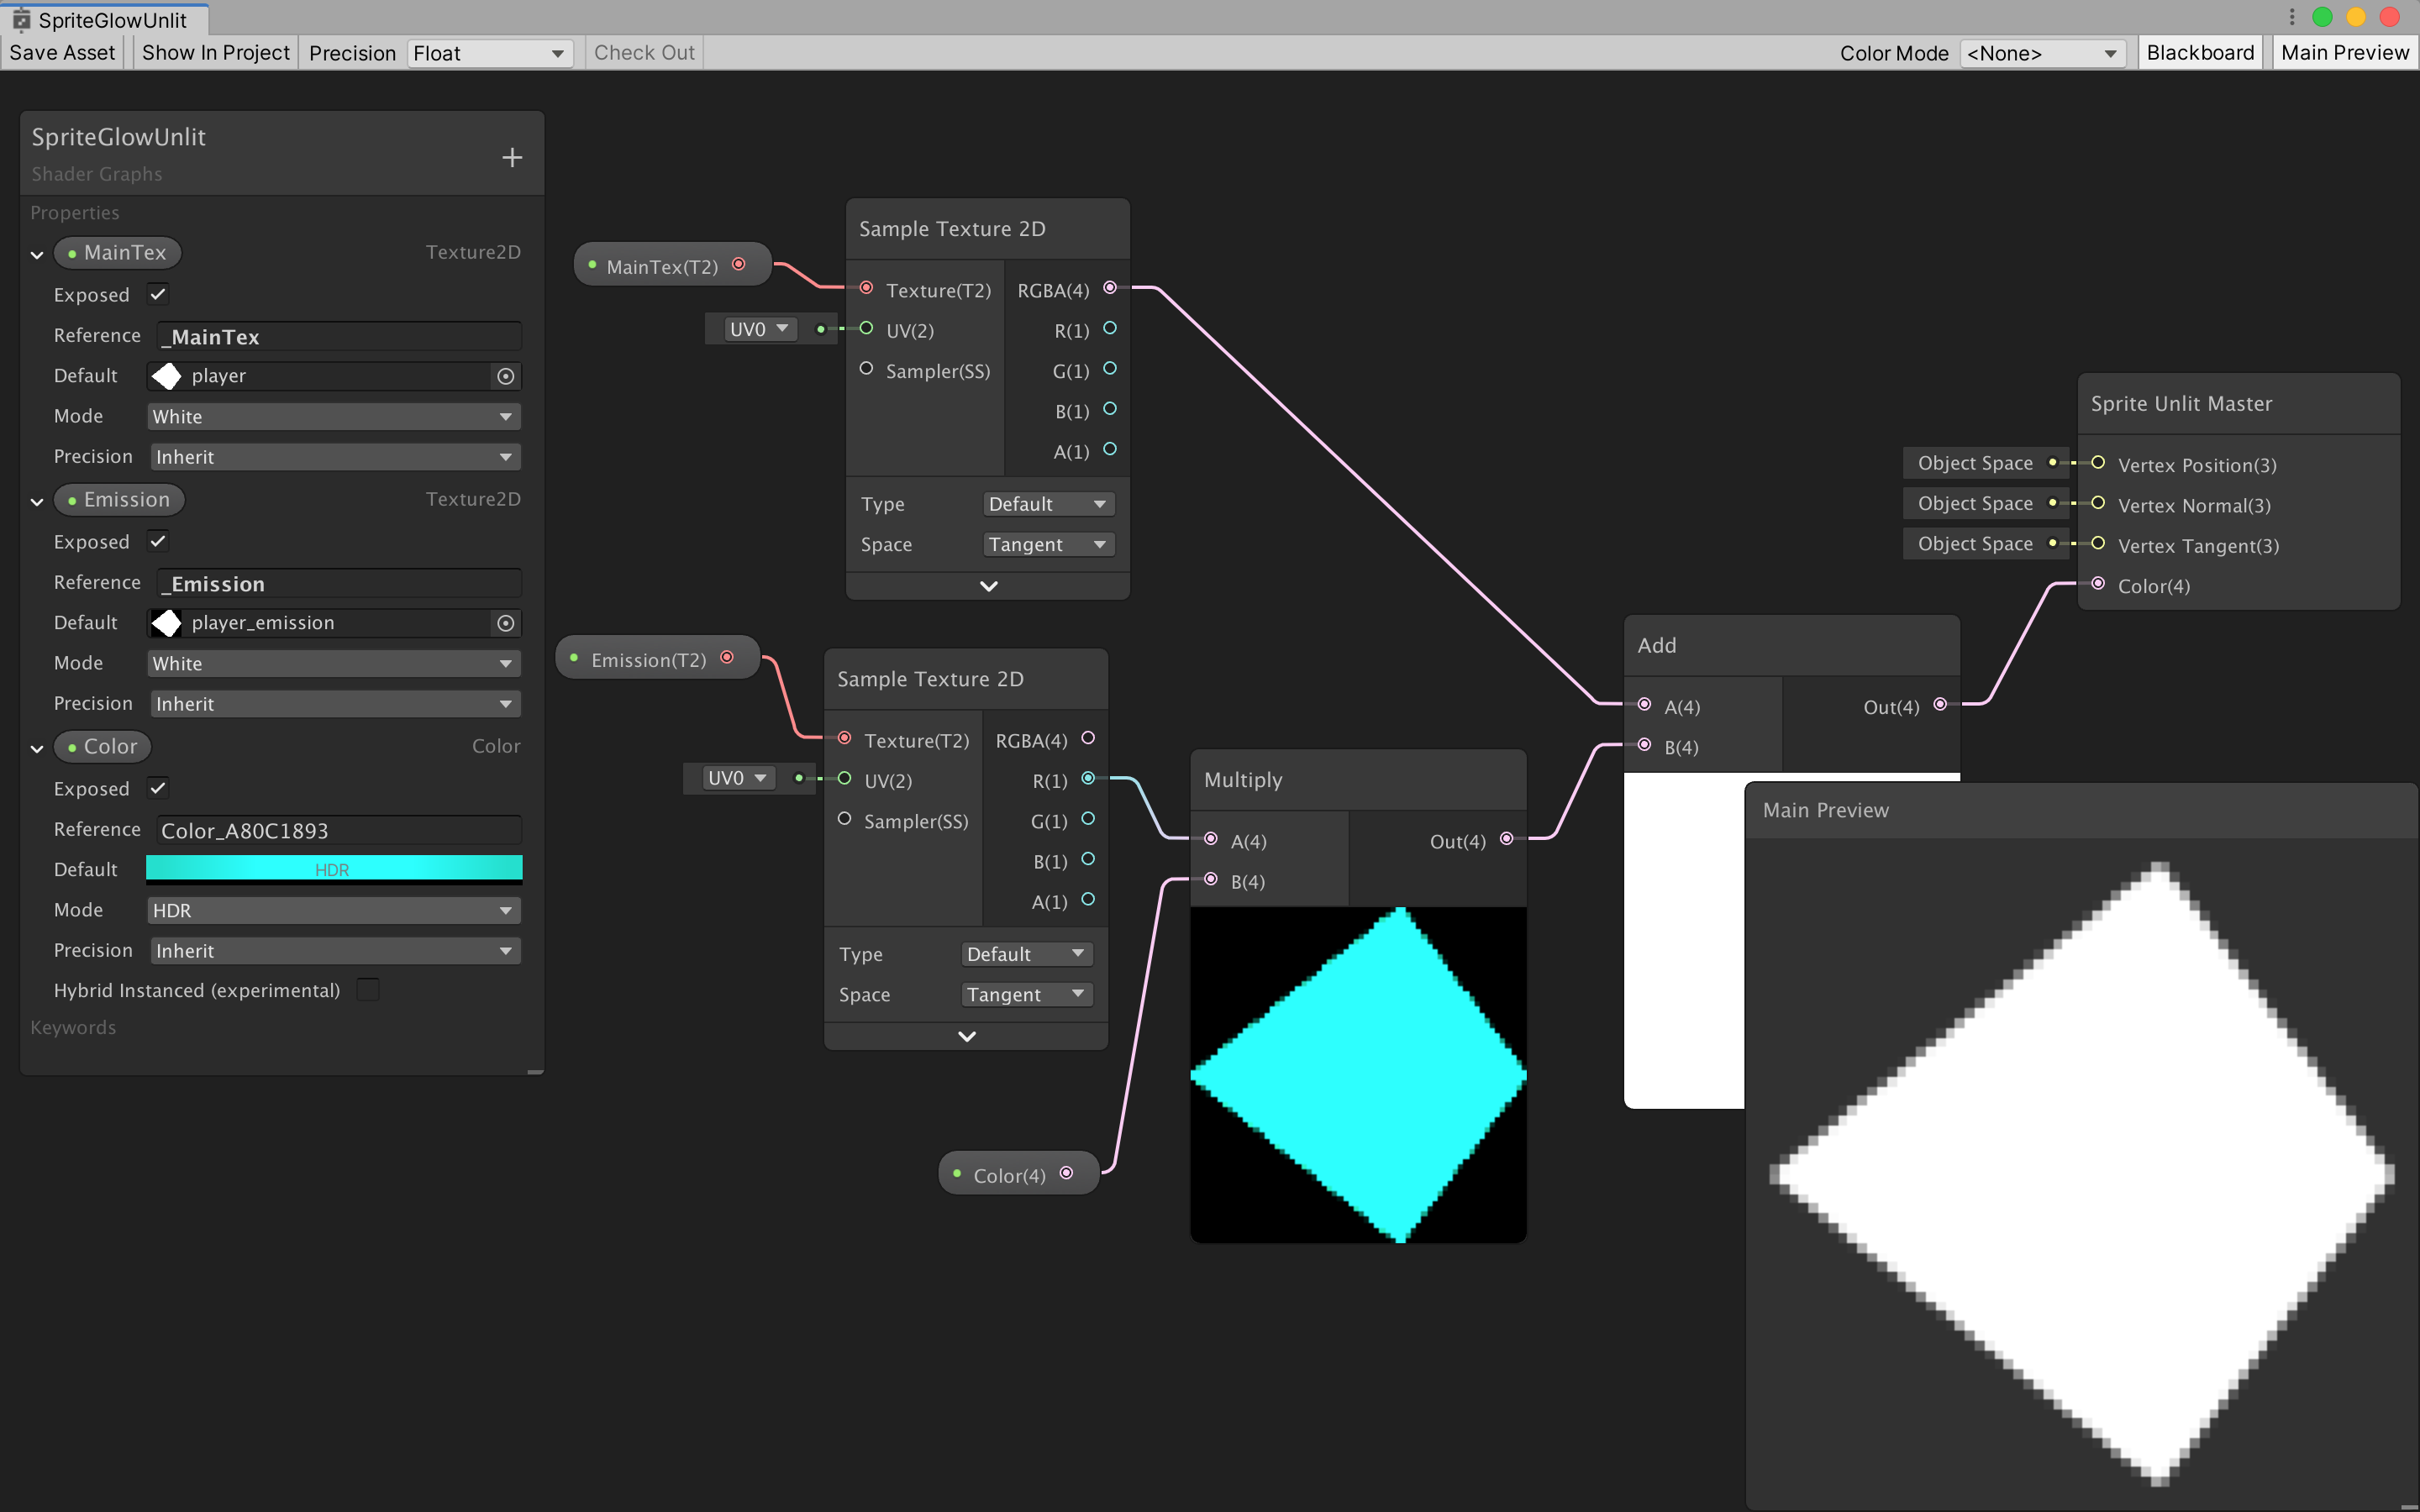 SpriteGlowUnlit
Save Asset Show In Project Precision Float Check Out Color Mode <None> Blackboard Main Preview
SpriteGlowUnlit
Shader Graphs
Properties
MainTex Texture2D
Exposed
Reference _MainTex
Default player
Mode White
Precision Inherit
Emission Texture2D
Exposed
Reference _Emission
Default player_emission
Mode White
Precision Inherit
Color Color
Exposed
Reference Color_A80C1893
Default HDR
Mode HDR
Precision Inherit
Hybrid Instanced (experimental)
Keywords
MainTex(T2)
UV0
Sample Texture 2D
Texture(T2) RGBA(4)
UV(2) R(1)
Sampler(SS) G(1)
B(1)
A(1)
Type Default
Space Tangent
Emission(T2)
UV0
Sample Texture 2D
Texture(T2) RGBA(4)
UV(2) R(1)
Sampler(SS) G(1)
B(1)
A(1)
Type Default
Space Tangent
Color(4)
Multiply
A(4) Out(4)
B(4)
Add
A(4) Out(4)
B(4)
Sprite Unlit Master
Object Space Vertex Position(3)
Object Space Vertex Normal(3)
Object Space Vertex Tangent(3)
Color(4)
Main Preview